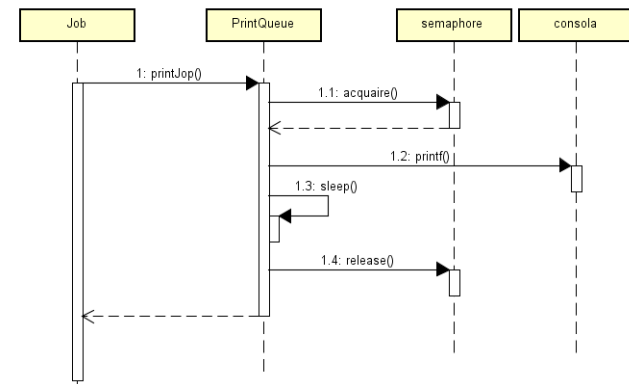 Job
PrintQueue
semaphore
consola
1: printJop()
1.1: acquaire()
1.2: printf()
1.3: sleep()
1.4: release()